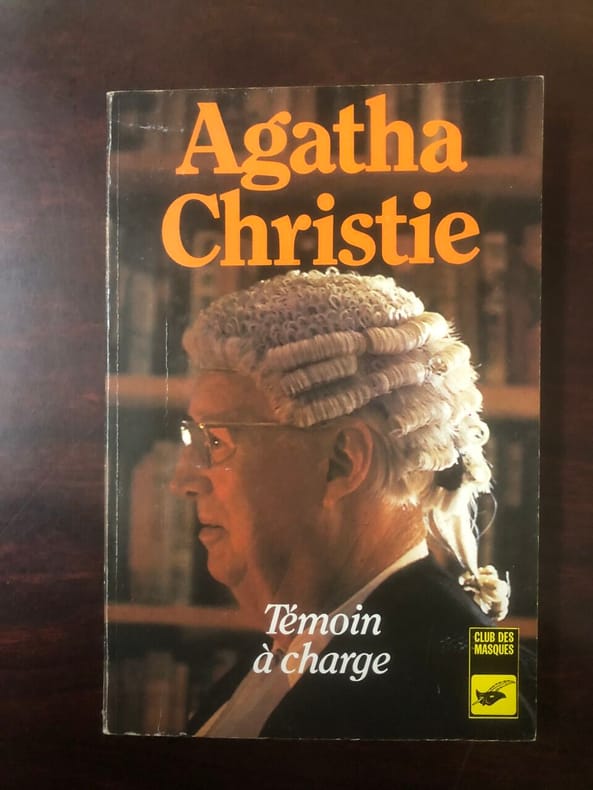 Agatha
Christie
Témoin
à charge
CLUB DES
MASQUES